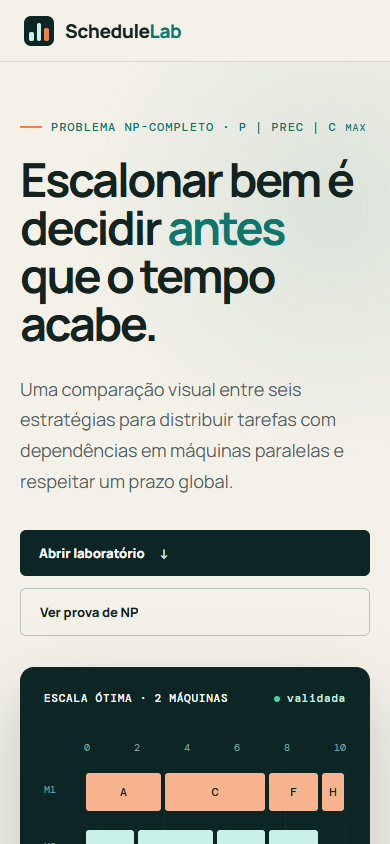 ScheduleLab
PROBLEMA NP-COMPLETO · P | PREC | C MAX
Escalonar bem é
decidir antes
que o tempo
acabe.
Uma comparação visual entre seis
estratégias para distribuir tarefas com
dependências em máquinas paralelas e
respeitar um prazo global.
Abrir laboratório ↓
Ver prova de NP
ESCALA ÓTIMA · 2 MÁQUINAS
validada
0 2 4 6 8 10
M1 A C F H